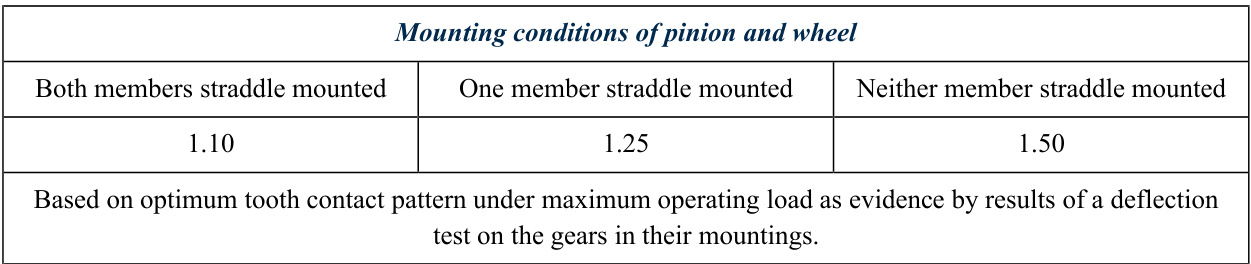 Mounting conditions of pinion and wheel
Both members straddle mounted One member straddle mounted Neither member straddle mounted
1.10 1.25 1.50
Based on optimum tooth contact pattern under maximum operating load as evidence by results of a deflection
test on the gears in their mountings.